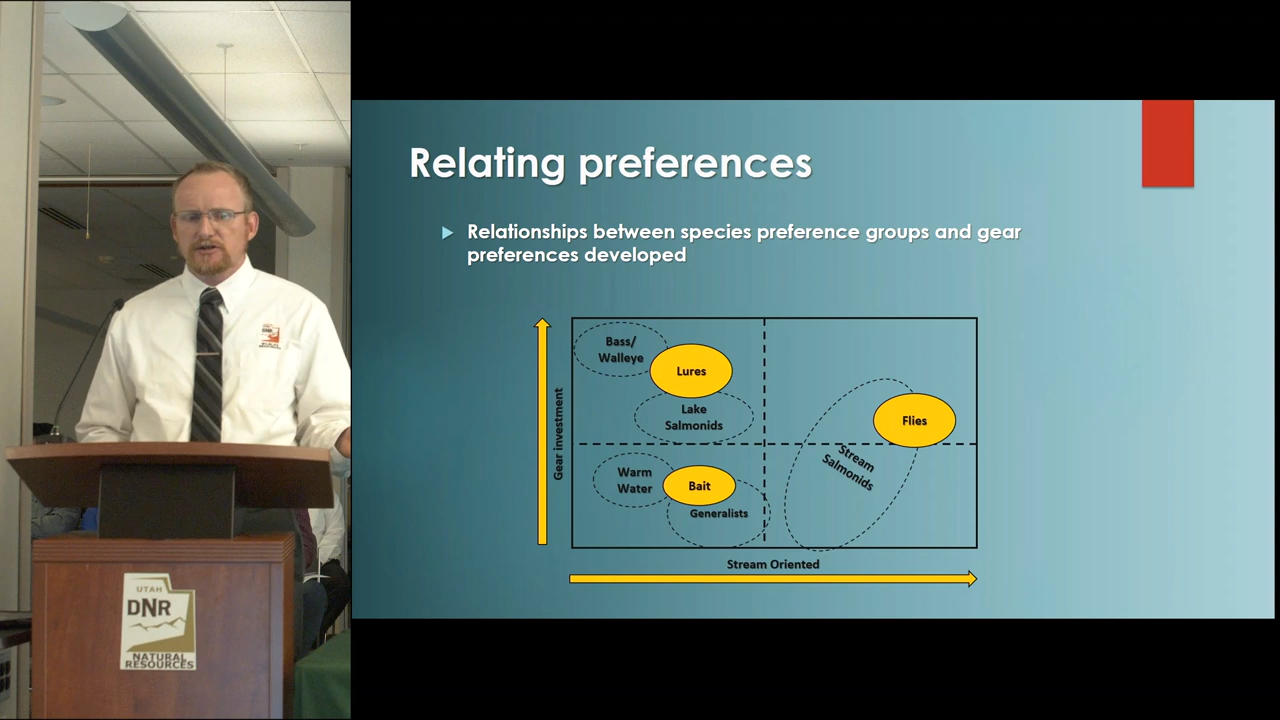 Relating preferences
Relationships between species preference groups and gear
preferences developed
Bass/
Walleye
Lures
Lake
Salmonids
Flies
Gear investment
Stream
Salmonids
Warm
Water
Bait
Generalists
Stream Oriented
DNR
UTAH
DNR
NATURAL
RESOURCES